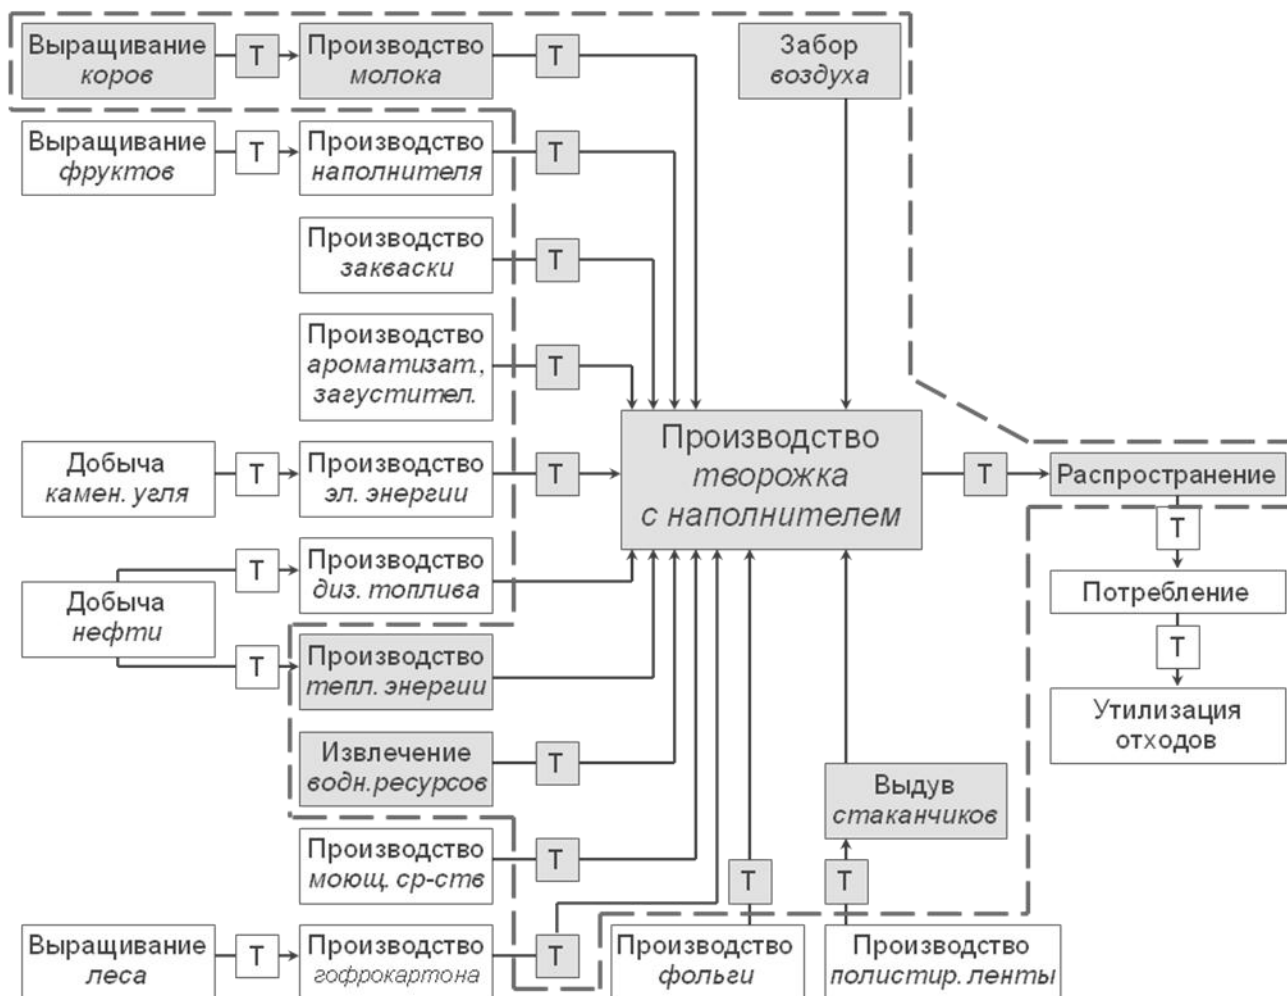 Выращивание
коров
Т
Производство
молока
Т
Забор
воздуха
Выращивание
фруктов
Т
Производство
наполнителя
Т
Производство
закваски
Т
Производство
ароматизат.,
загустител.
Т
Производство
творожка
с наполнителем
Т
Распространение
Добыча
камен. угля
Т
Производство
эл. энергии
Т
Т
Потребление
Т
Утилизация
отходов
Добыча
нефти
Т
Производство
диз. топлива
Т
Производство
тепл. энергии
Извлечение
водн.ресурсов
Т
Выдув
стаканчиков
Производство
моющ. ср-ств
Т
Т
Т
Выращивание
леса
Т
Производство
гофрокартона
Т
Производство
фольги
Производство
полистир. ленты